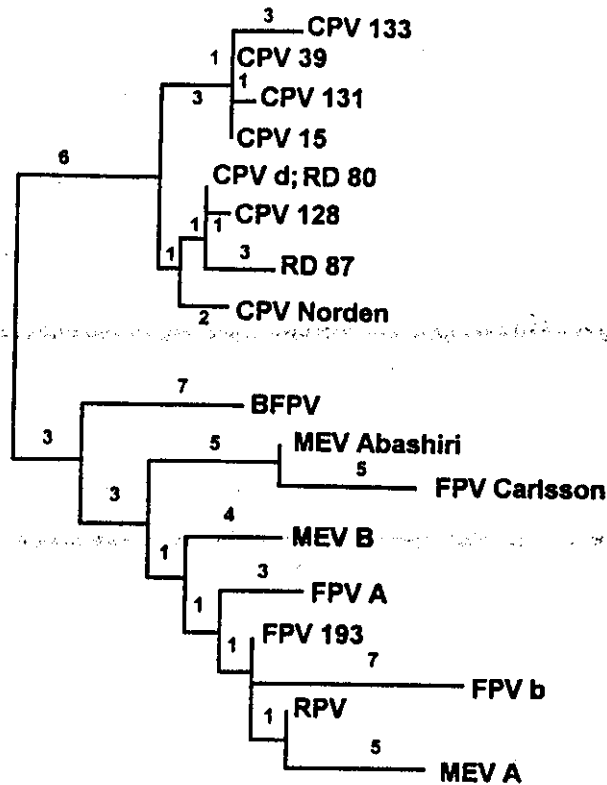 3
CPV 133
1
CPV 39
1
3
CPV 131
CPV 15
6
CPV d; RD 80
1
1
CPV 128
1
3
RD 87
2
CPV Norden
7
BFPV
3
5
MEV Abashiri
5
FPV Carlsson
3
4
MEV B
1
3
FPV A
1
FPV 193
1
7
FPV b
RPV
1
5
MEV A